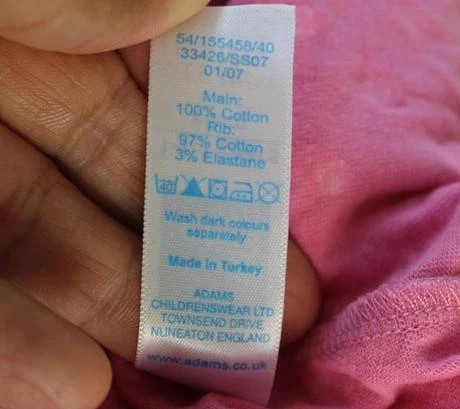 54/155458/40
33426/SS07
01/07
Main:
100% Cotton
Rib:
97% Cotton
3% Elastane
40
Wash dark colours
separately
Made in Turkey
ADAMS
CHILDRENSWEAR LTD
TOWNSEND DRIVE
NUNEATON ENGLAND
www.adams.co.uk